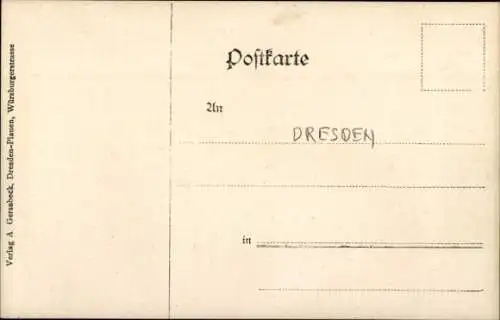 Verlag A. Gersabeck, Dresden-Plauen, Würzburgerstrasse
Postkarte
An
DRESDEN
in